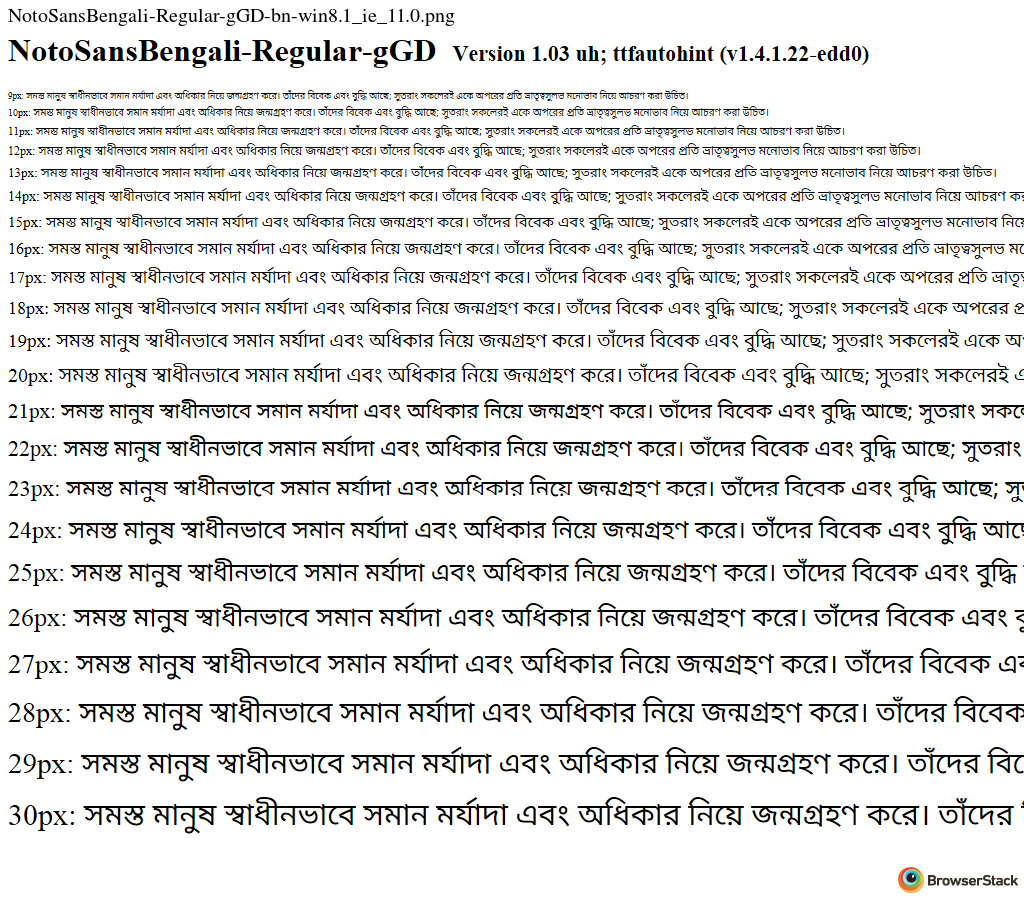 NotoSansBengali-Regular-gGD-bn-win8.1_ie_11.0.png
NotoSansBengali-Regular-gGD Version 1.03 uh; ttfautohint (v1.4.1.22-edd0)
9px: সমস্ত মানুষ স্বাধীনভাবে সমান মর্যাদা এবং অধিকার নিয়ে জন্মগ্রহণ করে। তাঁদের বিবেক এবং বুদ্ধি আছে; সুতরাং সকলেরই একে অপরের প্রতি ভ্রাতৃত্বসুলভ মনোভাব নিয়ে আচরণ করা উচিত।
10px: সমস্ত মানুষ স্বাধীনভাবে সমান মর্যাদা এবং অধিকার নিয়ে জন্মগ্রহণ করে। তাঁদের বিবেক এবং বুদ্ধি আছে; সুতরাং সকলেরই একে অপরের প্রতি ভ্রাতৃত্বসুলভ মনোভাব নিয়ে আচরণ করা উচিত।
11px: সমস্ত মানুষ স্বাধীনভাবে সমান মর্যাদা এবং অধিকার নিয়ে জন্মগ্রহণ করে। তাঁদের বিবেক এবং বুদ্ধি আছে; সুতরাং সকলেরই একে অপরের প্রতি ভ্রাতৃত্বসুলভ মনোভাব নিয়ে আচরণ করা উচিত।
12px: সমস্ত মানুষ স্বাধীনভাবে সমান মর্যাদা এবং অধিকার নিয়ে জন্মগ্রহণ করে। তাঁদের বিবেক এবং বুদ্ধি আছে; সুতরাং সকলেরই একে অপরের প্রতি ভ্রাতৃত্বসুলভ মনোভাব নিয়ে আচরণ করা উচিত।
13px: সমস্ত মানুষ স্বাধীনভাবে সমান মর্যাদা এবং অধিকার নিয়ে জন্মগ্রহণ করে। তাঁদের বিবেক এবং বুদ্ধি আছে; সুতরাং সকলেরই একে অপরের প্রতি ভ্রাতৃত্বসুলভ মনোভাব নিয়ে আচরণ করা উচিত।
14px: সমস্ত মানুষ স্বাধীনভাবে সমান মর্যাদা এবং অধিকার নিয়ে জন্মগ্রহণ করে। তাঁদের বিবেক এবং বুদ্ধি আছে; সুতরাং সকলেরই একে অপরের প্রতি ভ্রাতৃত্বসুলভ মনোভাব নিয়ে আচরণ
15px: সমস্ত মানুষ স্বাধীনভাবে সমান মর্যাদা এবং অধিকার নিয়ে জন্মগ্রহণ করে। তাঁদের বিবেক এবং বুদ্ধি আছে; সুতরাং সকলেরই একে অপরের প্রতি ভ্রাতৃত্বসুলভ মনোভাব নিয়ে
16px: সমস্ত মানুষ স্বাধীনভাবে সমান মর্যাদা এবং অধিকার নিয়ে জন্মগ্রহণ করে। তাঁদের বিবেক এবং বুদ্ধি আছে; সুতরাং সকলেরই একে অপরের প্রতি ভ্রাতৃত্বসুলভ
17px: সমস্ত মানুষ স্বাধীনভাবে সমান মর্যাদা এবং অধিকার নিয়ে জন্মগ্রহণ করে। তাঁদের বিবেক এবং বুদ্ধি আছে; সুতরাং সকলেরই একে অপরের প্রতি
18px: সমস্ত মানুষ স্বাধীনভাবে সমান মর্যাদা এবং অধিকার নিয়ে জন্মগ্রহণ করে। তাঁদের বিবেক এবং বুদ্ধি আছে; সুতরাং সকলেরই একে অপরের
19px: সমস্ত মানুষ স্বাধীনভাবে সমান মর্যাদা এবং অধিকার নিয়ে জন্মগ্রহণ করে। তাঁদের বিবেক এবং বুদ্ধি আছে; সুতরাং সকলেরই একে
20px: সমস্ত মানুষ স্বাধীনভাবে সমান মর্যাদা এবং অধিকার নিয়ে জন্মগ্রহণ করে। তাঁদের বিবেক এবং বুদ্ধি আছে; সুতরাং সকলেরই
21px: সমস্ত মানুষ স্বাধীনভাবে সমান মর্যাদা এবং অধিকার নিয়ে জন্মগ্রহণ করে। তাঁদের বিবেক এবং বুদ্ধি আছে; সুতরাং
22px: সমস্ত মানুষ স্বাধীনভাবে সমান মর্যাদা এবং অধিকার নিয়ে জন্মগ্রহণ করে। তাঁদের বিবেক এবং বুদ্ধি আছে; সুতরাং
23px: সমস্ত মানুষ স্বাধীনভাবে সমান মর্যাদা এবং অধিকার নিয়ে জন্মগ্রহণ করে। তাঁদের বিবেক এবং বুদ্ধি আছে;
24px: সমস্ত মানুষ স্বাধীনভাবে সমান মর্যাদা এবং অধিকার নিয়ে জন্মগ্রহণ করে। তাঁদের বিবেক এবং বুদ্ধি
25px: সমস্ত মানুষ স্বাধীনভাবে সমান মর্যাদা এবং অধিকার নিয়ে জন্মগ্রহণ করে। তাঁদের বিবেক এবং বুদ্ধি
26px: সমস্ত মানুষ স্বাধীনভাবে সমান মর্যাদা এবং অধিকার নিয়ে জন্মগ্রহণ করে। তাঁদের বিবেক এবং
27px: সমস্ত মানুষ স্বাধীনভাবে সমান মর্যাদা এবং অধিকার নিয়ে জন্মগ্রহণ করে। তাঁদের বিবেক
28px: সমস্ত মানুষ স্বাধীনভাবে সমান মর্যাদা এবং অধিকার নিয়ে জন্মগ্রহণ করে। তাঁদের বিবেক
29px: সমস্ত মানুষ স্বাধীনভাবে সমান মর্যাদা এবং অধিকার নিয়ে জন্মগ্রহণ করে। তাঁদের
30px: সমস্ত মানুষ স্বাধীনভাবে সমান মর্যাদা এবং অধিকার নিয়ে জন্মগ্রহণ করে। তাঁদের
BrowserStack